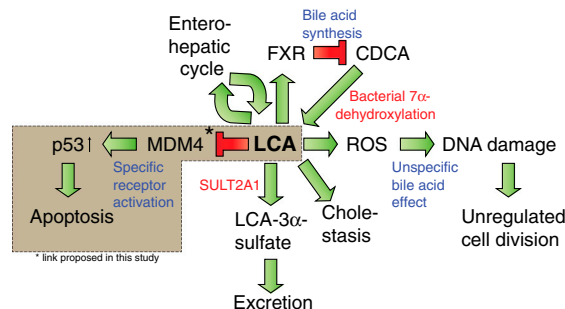 Entero-
hepatic
cycle
Bile acid
synthesis
FXR
CDCA
Bacterial 7α-
dehydroxylation
p53↑
MDM4*
LCA
ROS
DNA damage
Specific
receptor
activation
SULT2A1
Unspecific
bile acid
effect
Apoptosis
LCA-3α-
sulfate
Chole-
stasis
Unregulated
cell division
* link proposed in this study
Excretion